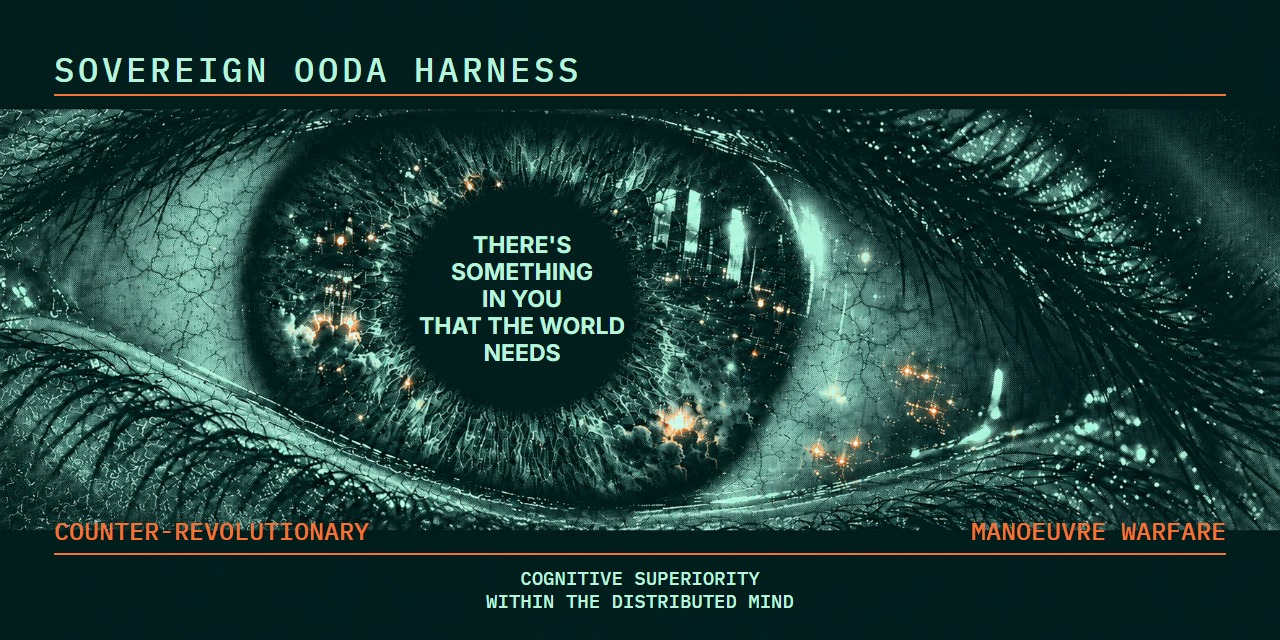 SOVEREIGN OODA HARNESS
THERE'S
SOMETHING
IN YOU
THAT THE WORLD
NEEDS
COUNTER-REVOLUTIONARY
MANOEUVRE WARFARE
COGNITIVE SUPERIORITY
WITHIN THE DISTRIBUTED MIND